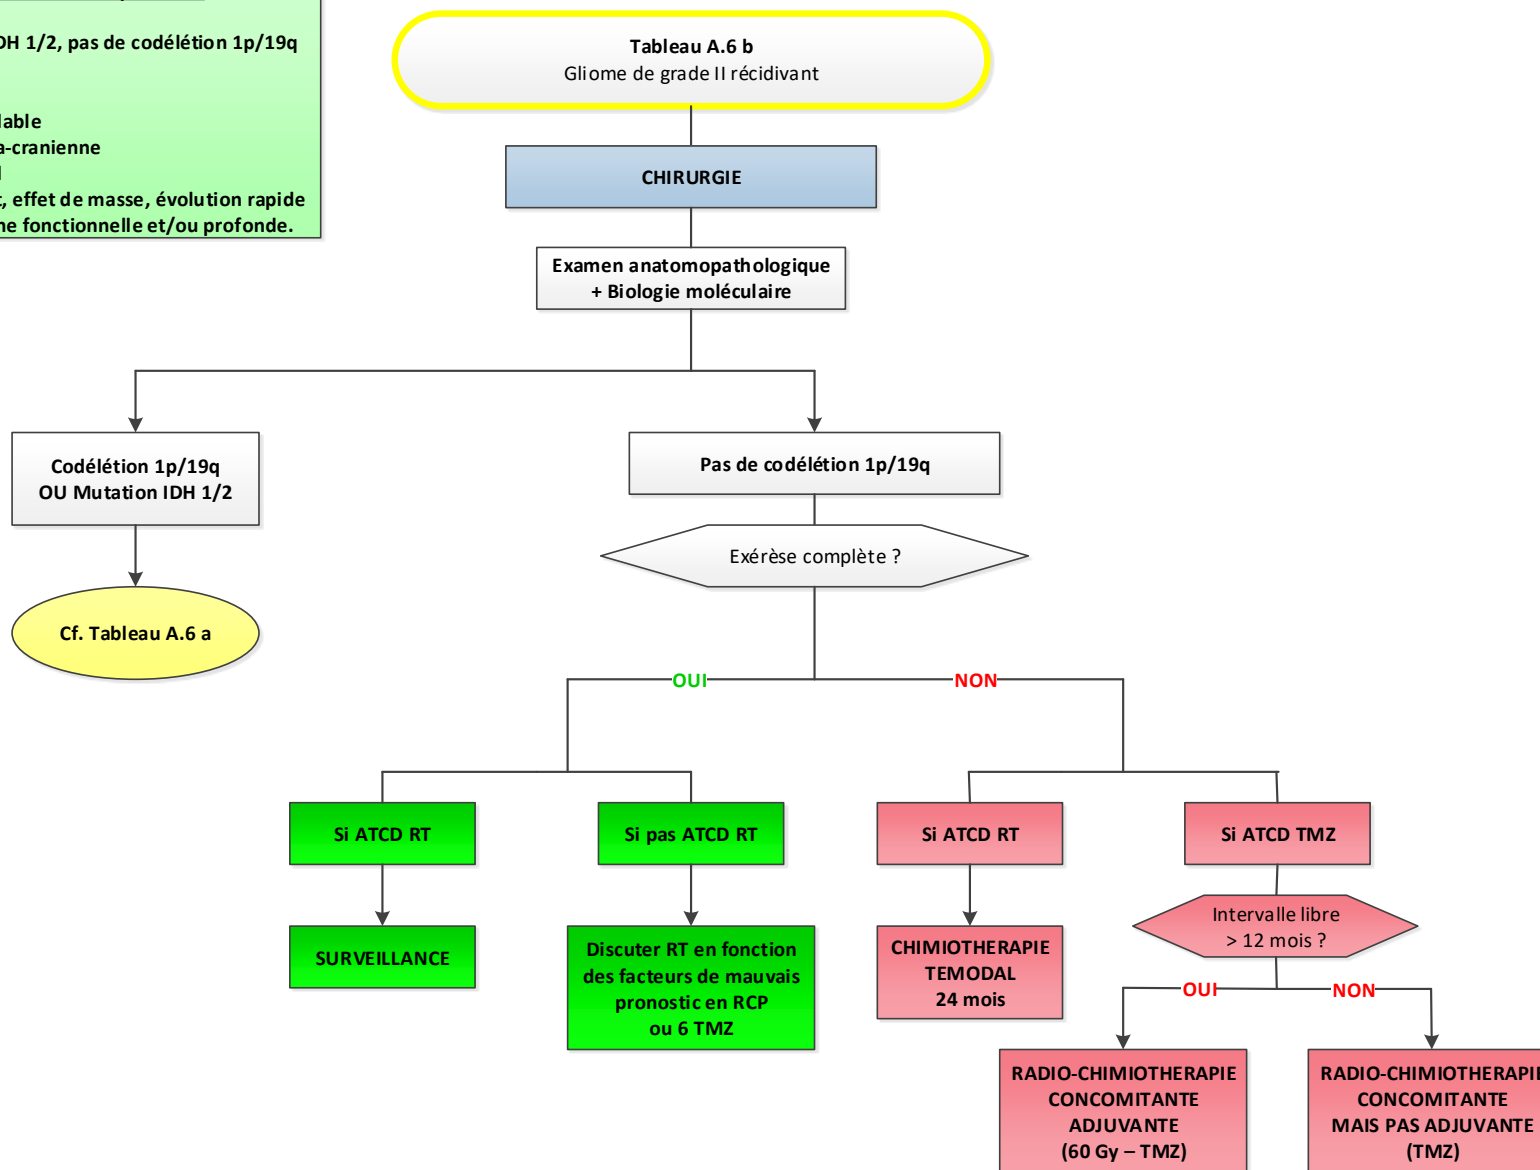 DH 1/2, pas de codélétion 1p/19q
a-cranienne
, effet de masse, évolution rapide
fonctionnelle et/ou profonde.
Tableau A.6 b
Gliome de grade II récidivant
CHIRURGIE
Examen anatomopathologique
+ Biologie moléculaire
Codélétion 1p/19q
OU Mutation IDH 1/2
Pas de codélétion 1p/19q
Exérèse complète ?
Cf. Tableau A.6 a
OUI
NON
Si ATCD RT
Si pas ATCD RT
Si ATCD RT
Si ATCD TMZ
SURVEILLANCE
Discuter RT en fonction
des facteurs de mauvais
pronostic en RCP
ou 6 TMZ
CHIMIOTHERAPIE
TEMODAL
24 mois
Intervalle libre
> 12 mois ?
OUI
NON
RADIO-CHIMIOTHERAPIE
CONCOMITANTE
ADJUVANTE
(60 Gy – TMZ)
RADIO-CHIMIOTHERAPIE
CONCOMITANTE
MAIS PAS ADJUVANTE
(TMZ)